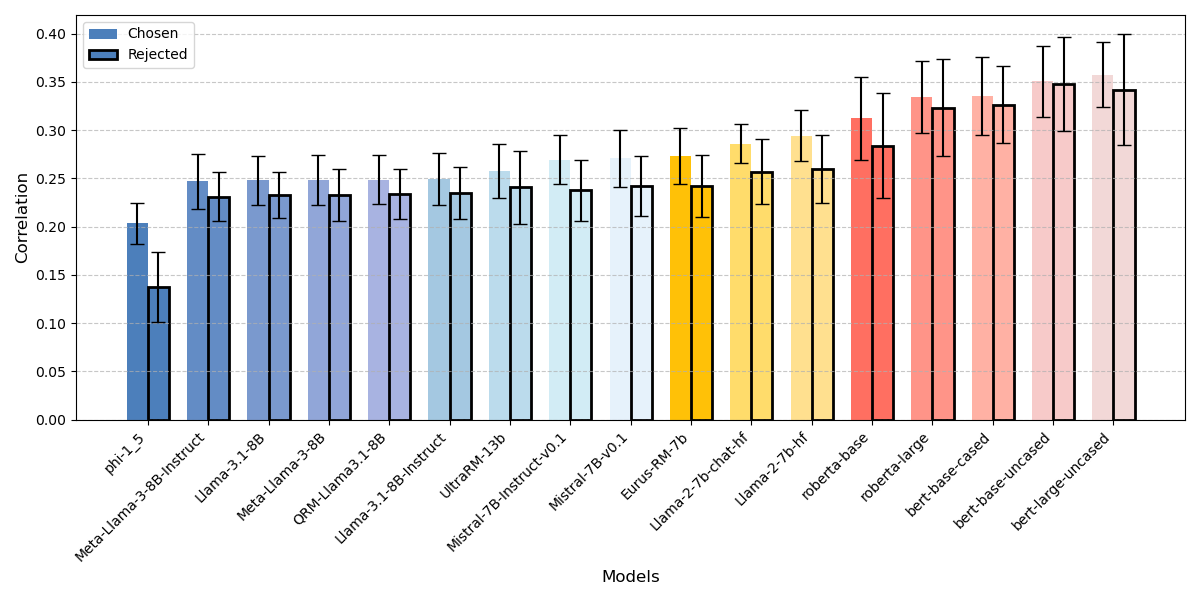 Chosen
Rejected
Correlation
0.40
0.35
0.30
0.25
0.20
0.15
0.10
0.05
0.00
phi-1_5
Meta-Llama-3-8B-Instruct
Llama-3.1-8B
Meta-Llama-3-8B
QRM-Llama3.1-8B
Llama-3.1-8B-Instruct
UltraRM-13b
Mistral-7B-Instruct-v0.1
Mistral-7B-v0.1
Eurus-RM-7b
Llama-2-7b-chat-hf
Llama-2-7b-hf
roberta-base
roberta-large
bert-base-cased
bert-base-uncased
bert-large-uncased
Models